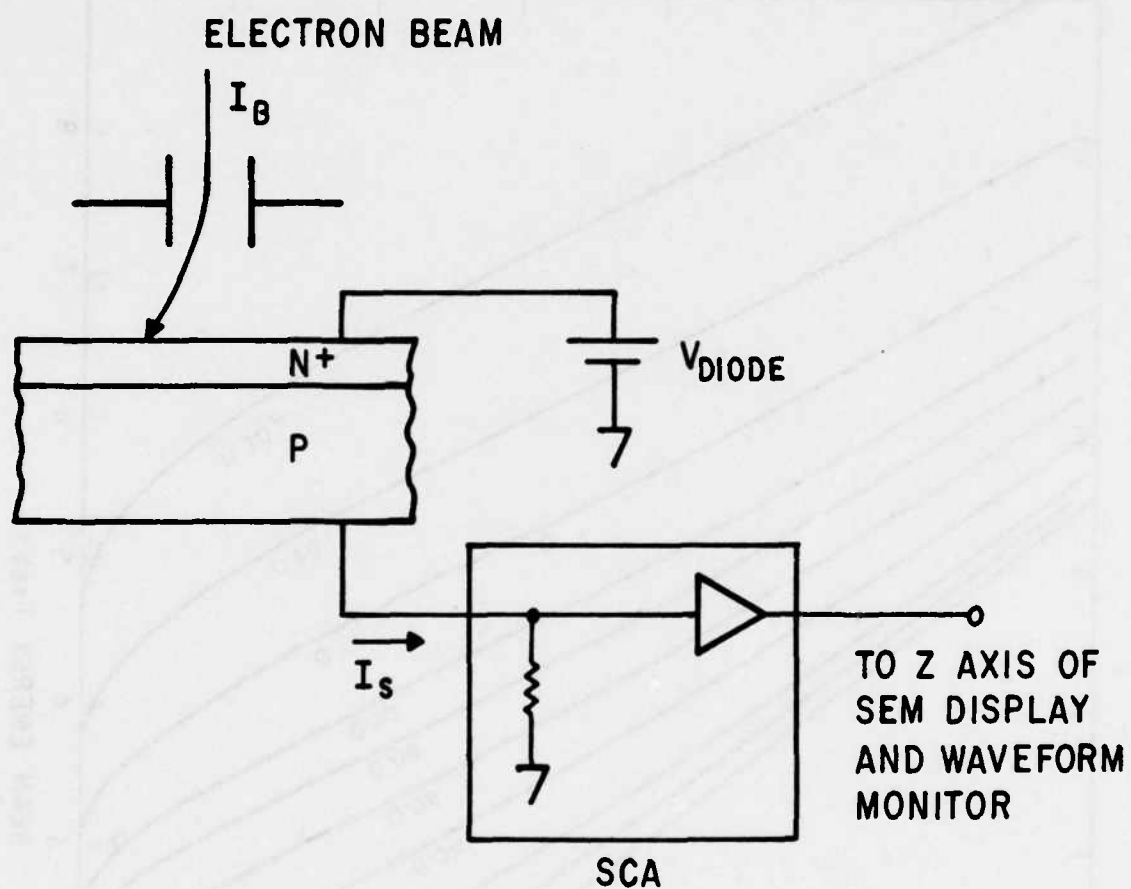 ELECTRON BEAM
I_B
N+
V_DIODE
P
I_S
TO Z AXIS OF
SEM DISPLAY
AND WAVEFORM
MONITOR
SCA